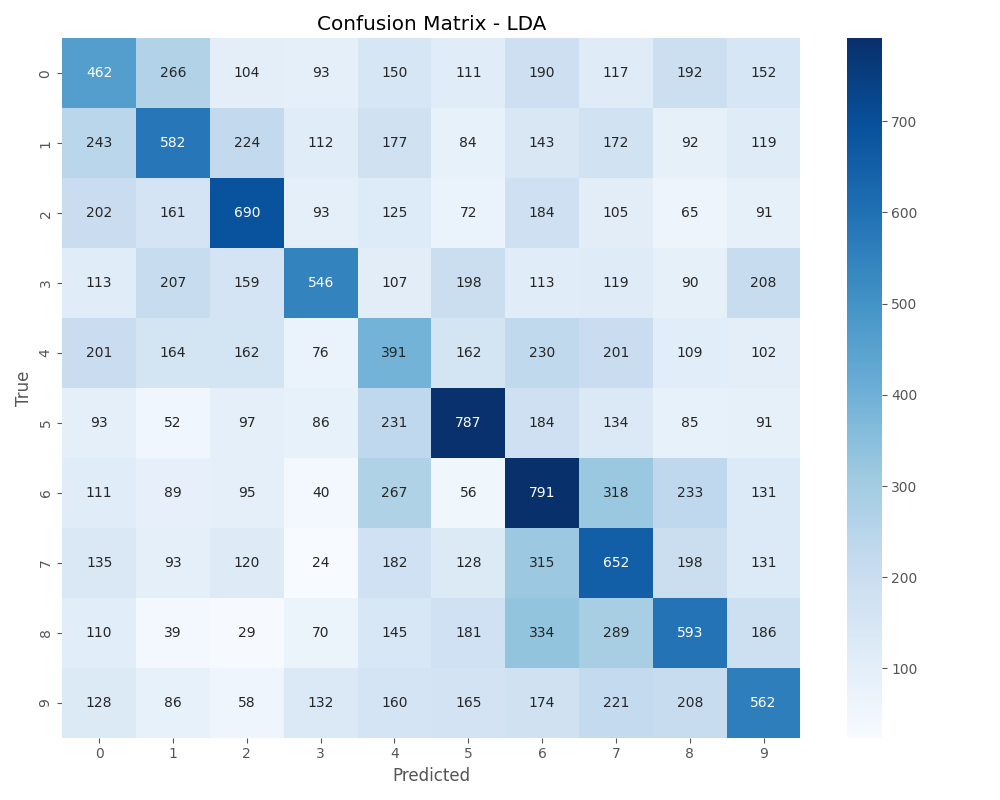 Confusion Matrix - LDA
0 462 266 104 93 150 111 190 117 192 152
1 243 582 224 112 177 84 143 172 92 119
2 202 161 690 93 125 72 184 105 65 91
3 113 207 159 546 107 198 113 119 90 208
4 201 164 162 76 391 162 230 201 109 102
5 93 52 97 86 231 787 184 134 85 91
6 111 89 95 40 267 56 791 318 233 131
7 135 93 120 24 182 128 315 652 198 131
8 110 39 29 70 145 181 334 289 593 186
9 128 86 58 132 160 165 174 221 208 562
0 1 2 3 4 5 6 7 8 9
Predicted
True
700
600
500
400
300
200
100